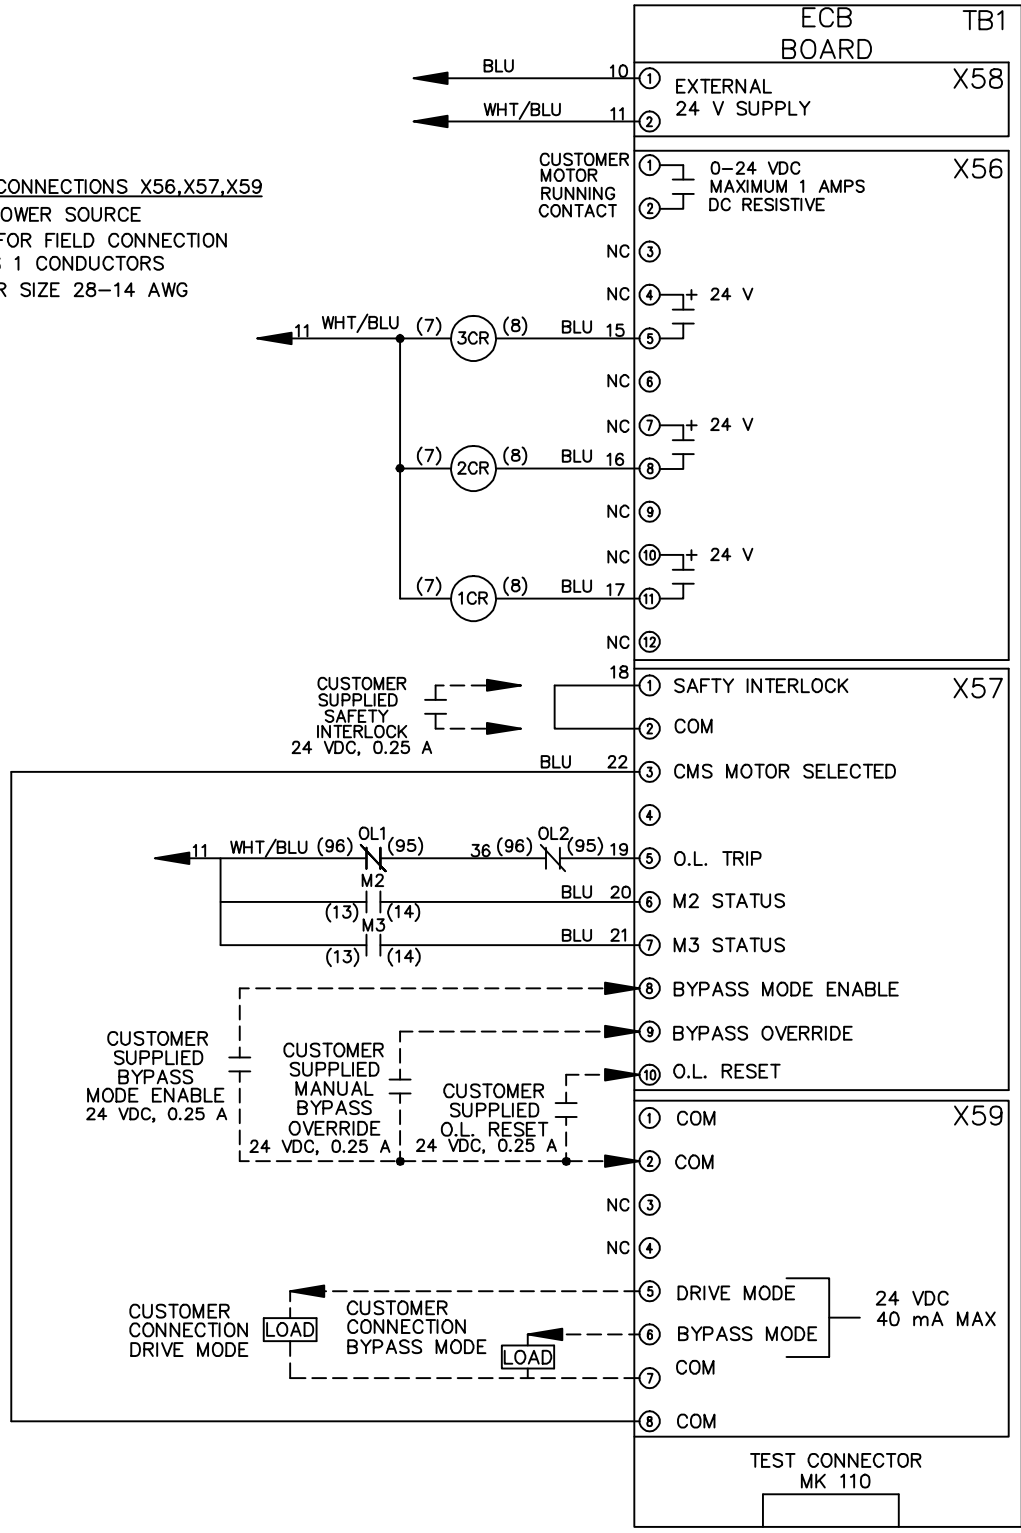 ECB
BOARD
TB1
X58
BLU 10 1 EXTERNAL
24 V SUPPLY
WHT/BLU 11 2
X56
CUSTOMER
MOTOR
RUNNING
CONTACT
1
2
0-24 VDC
MAXIMUM 1 AMPS
DC RESISTIVE
CONNECTIONS X56,X57,X59
OWER SOURCE
FOR FIELD CONNECTION
S 1 CONDUCTORS
R SIZE 28-14 AWG
NC 3
NC 4 + 24 V
11 WHT/BLU (7) 3CR (8) BLU 15 5
NC 6
NC 7 + 24 V
(7) 2CR (8) BLU 16 8
NC 9
NC 10 + 24 V
(7) 1CR (8) BLU 17 11
NC 12
X57
18 1 SAFTY INTERLOCK
2 COM
CUSTOMER
SUPPLIED
SAFETY
INTERLOCK
24 VDC, 0.25 A
BLU 22 3 CMS MOTOR SELECTED
4
11 WHT/BLU (96) OL1 (95) 36 (96) OL2 (95) 19 5 O.L. TRIP
M2
(13) (14) BLU 20 6 M2 STATUS
M3
(13) (14) BLU 21 7 M3 STATUS
8 BYPASS MODE ENABLE
9 BYPASS OVERRIDE
10 O.L. RESET
CUSTOMER
SUPPLIED
BYPASS
MODE ENABLE
24 VDC, 0.25 A
CUSTOMER
SUPPLIED
MANUAL
BYPASS
OVERRIDE
24 VDC, 0.25 A
CUSTOMER
SUPPLIED
O.L. RESET
24 VDC, 0.25 A
X59
1 COM
2 COM
NC 3
NC 4
5 DRIVE MODE
6 BYPASS MODE
7 COM
24 VDC
40 mA MAX
CUSTOMER
CONNECTION
DRIVE MODE
LOAD
CUSTOMER
CONNECTION
BYPASS MODE
LOAD
8 COM
TEST CONNECTOR
MK 110